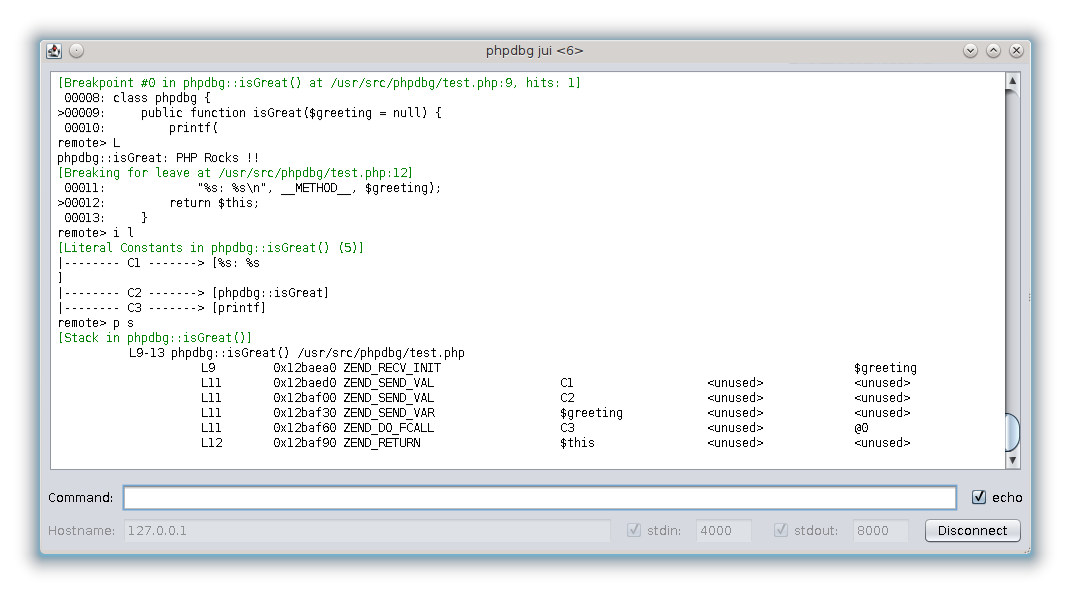 phpdbg jui <6>
[Breakpoint #0 in phpdbg::isGreat() at /usr/src/phpdbg/test.php:9, hits: 1]
00008: class phpdbg {
>00009:     public function isGreat($greeting = null) {
00010:         printf(
remote> L
phpdbg::isGreat: PHP Rocks !!
[Breaking for leave at /usr/src/phpdbg/test.php:12]
00011:             "%s: %s\n", __METHOD__, $greeting);
>00012:         return $this;
00013:     }
remote> i l
[Literal Constants in phpdbg::isGreat() (5)]
|-------- C1 -------> [%s: %s
]
|-------- C2 -------> [phpdbg::isGreat]
|-------- C3 -------> [printf]
remote> p s
[Stack in phpdbg::isGreat()]
L9-13 phpdbg::isGreat() /usr/src/phpdbg/test.php
L9 0x12baea0 ZEND_RECV_INIT $greeting
L11 0x12baed0 ZEND_SEND_VAL C1 <unused> <unused>
L11 0x12baf00 ZEND_SEND_VAL C2 <unused> <unused>
L11 0x12baf30 ZEND_SEND_VAR $greeting <unused> <unused>
L11 0x12baf60 ZEND_DO_FCALL C3 <unused> @0
L12 0x12baf90 ZEND_RETURN $this <unused> <unused>
Command: echo
Hostname: 127.0.0.1 stdin: 4000 stdout: 8000 Disconnect